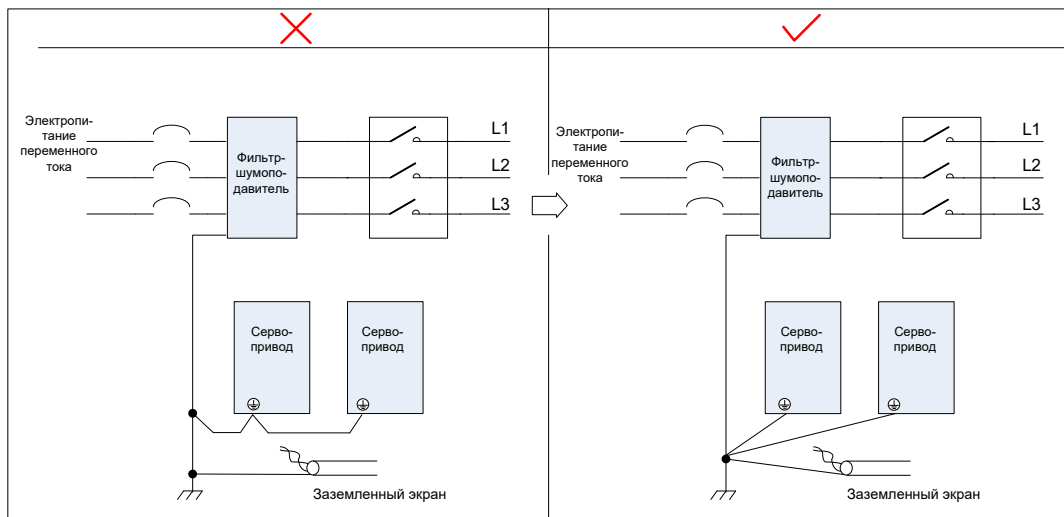 Электропи-
тание
переменного
тока
Фильтр-
шумопо-
давитель
L1
L2
L3
Серво-
привод
Серво-
привод
Заземленный экран
Электропи-
тание
переменного
тока
Фильтр-
шумопо-
давитель
L1
L2
L3
Серво-
привод
Серво-
привод
Заземленный экран